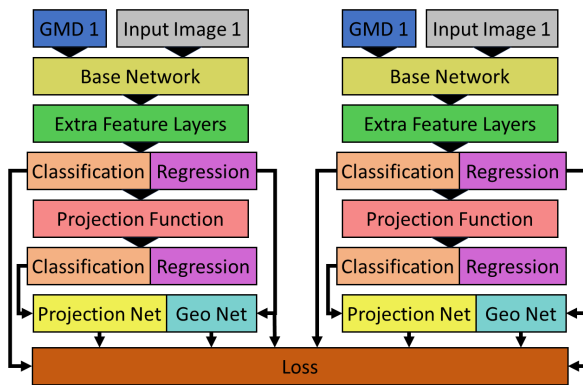 GMD 1 Input Image 1
Base Network
Extra Feature Layers
Classification Regression
Projection Function
Classification Regression
Projection Net Geo Net
GMD 1 Input Image 1
Base Network
Extra Feature Layers
Classification Regression
Projection Function
Classification Regression
Projection Net Geo Net
Loss